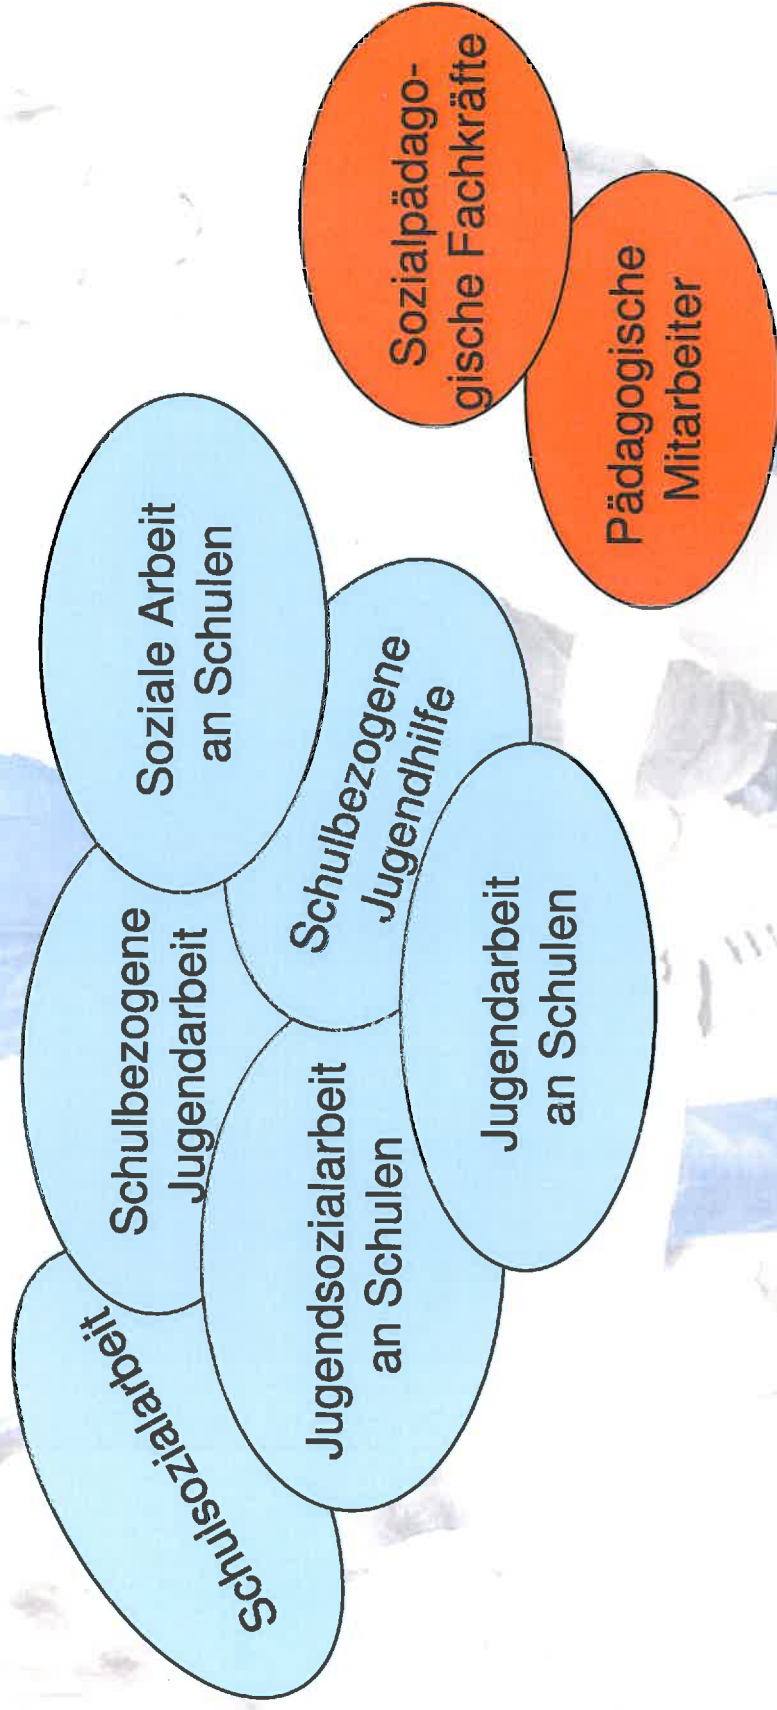 Schulsozialarbeit
Schulbezogene
Jugendarbeit
Soziale Arbeit
an Schulen
Jugendsozialarbeit
an Schulen
Schulbezogene
Jugendhilfe
Jugendarbeit
an Schulen
Sozialpädago-
gische Fachkräfte
Pädagogische
Mitarbeiter